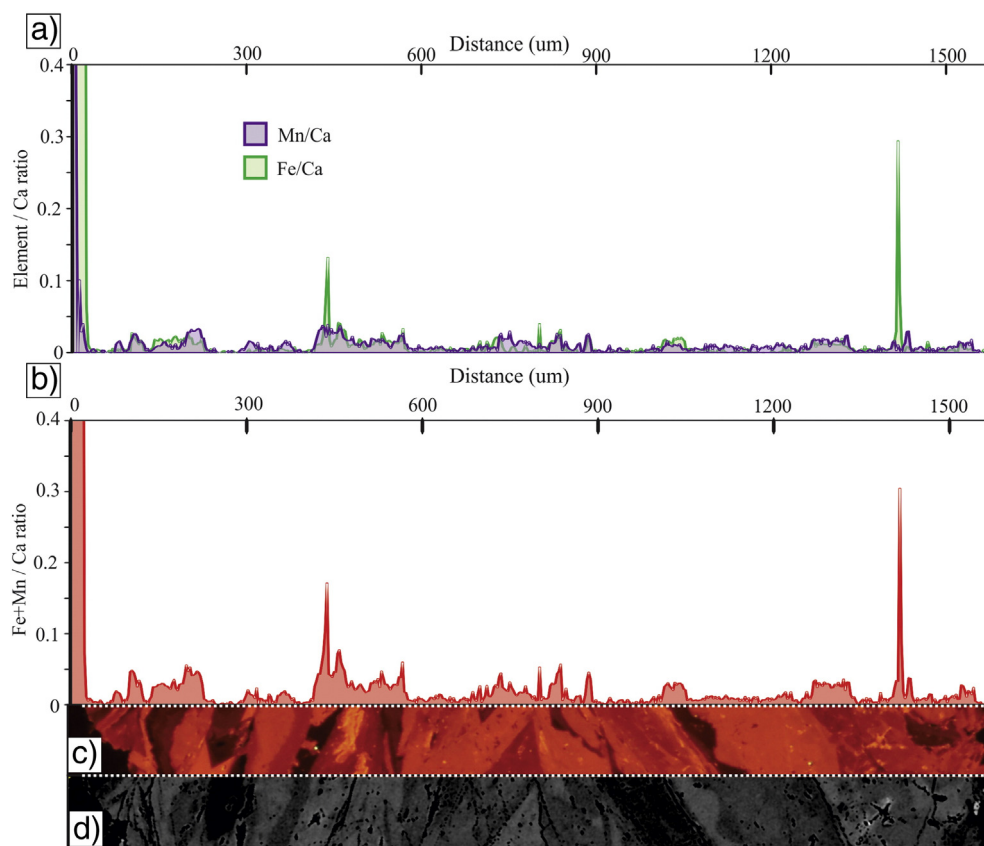 a)
Distance (um)
0 300 600 900 1200 1500
0.4
0.3
0.2
0.1
0
Element / Ca ratio
Mn/Ca
Fe/Ca
b)
Distance (um)
0 300 600 900 1200 1500
0.4
0.3
0.2
0.1
0
Fe+Mn / Ca ratio
c)
d)